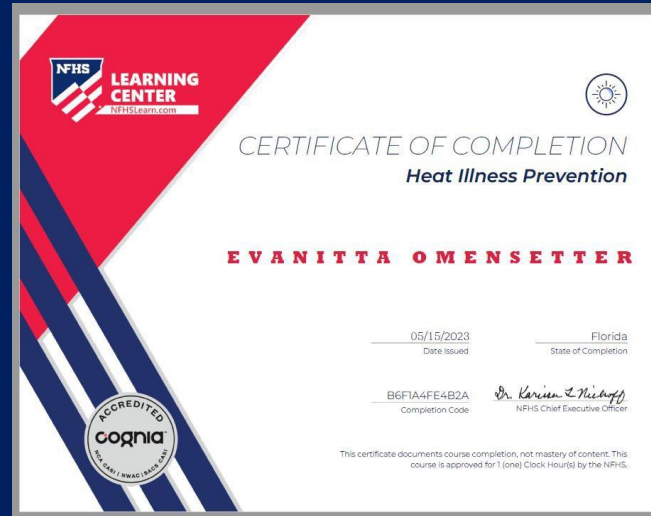 NFHS
LEARNING
CENTER
NFHSLearn.com
CERTIFICATE OF COMPLETION
Heat Illness Prevention
EVANITTA OMENSETTER
05/15/2023
Date Issued
Florida
State of Completion
B6F1A4FE4B2A
Completion Code
Dr. Karissa L Niehoff
NFHS Chief Executive Officer
ACCREDITED
cognia
NCA CASI | NWAC | SACS CASI
This certificate documents course completion, not mastery of content. This
course is approved for 1 (one) Clock Hour(s) by the NFHS.